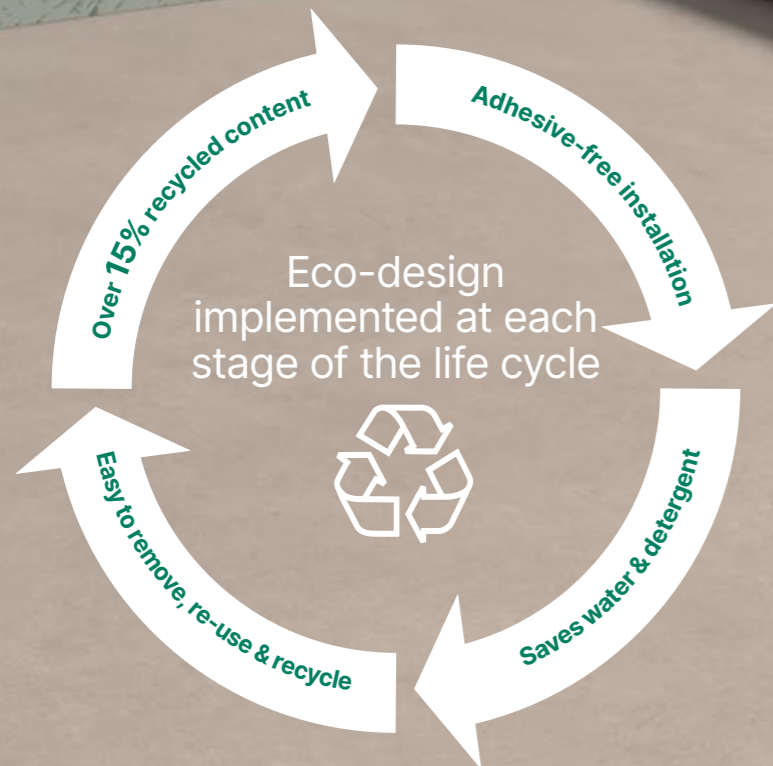 Over 15% recycled content
Adhesive-free installation
Eco-design
implemented at each
stage of the life cycle
Saves water & detergent
Easy to remove, re-use & recycle